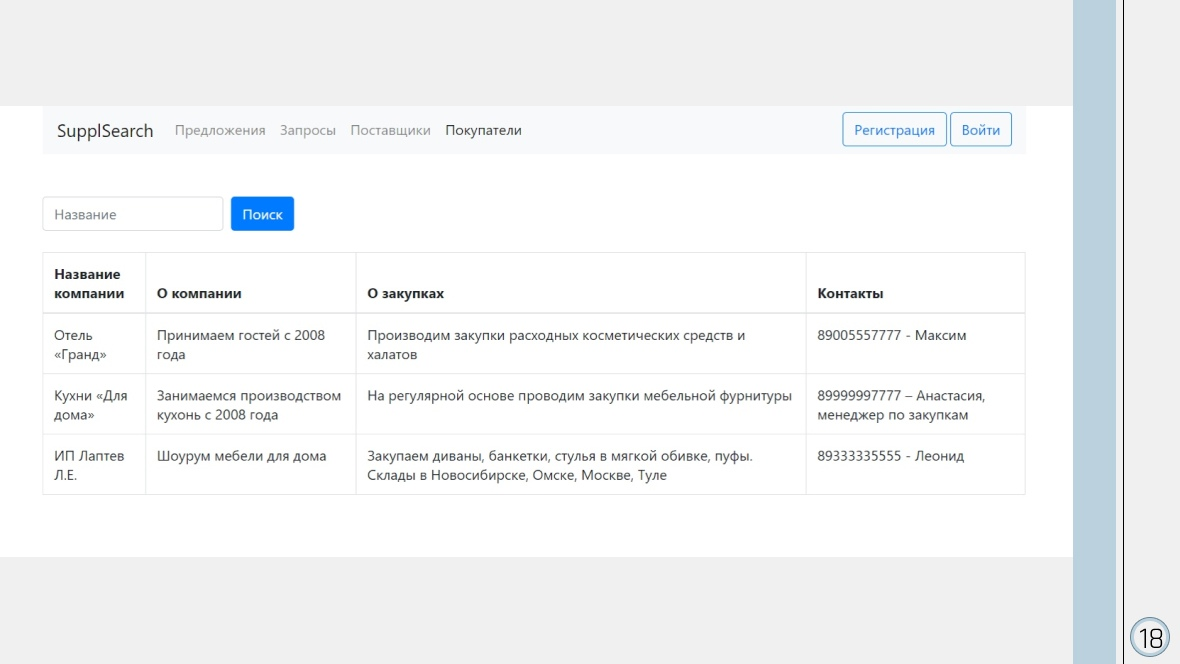 SupplSearch Предложения Запросы Поставщики Покупатели Регистрация Войти
Название Поиск
Название
компании О компании О закупках Контакты
Отель Принимаем гостей с 2008 Производим закупки расходных косметических средств и 89005557777 - Максим
«Гранд» года халатов
Кухни «Для Занимаемся производством На регулярной основе проводим закупки мебельной фурнитуры 89999997777 – Анастасия,
дома» кухонь с 2008 года менеджер по закупкам
ИП Лаптев Шоурум мебели для дома Закупаем диваны, банкетки, стулья в мягкой обивке, пуфы. 89333335555 - Леонид
Л.Е. Склады в Новосибирске, Омске, Москве, Туле
18